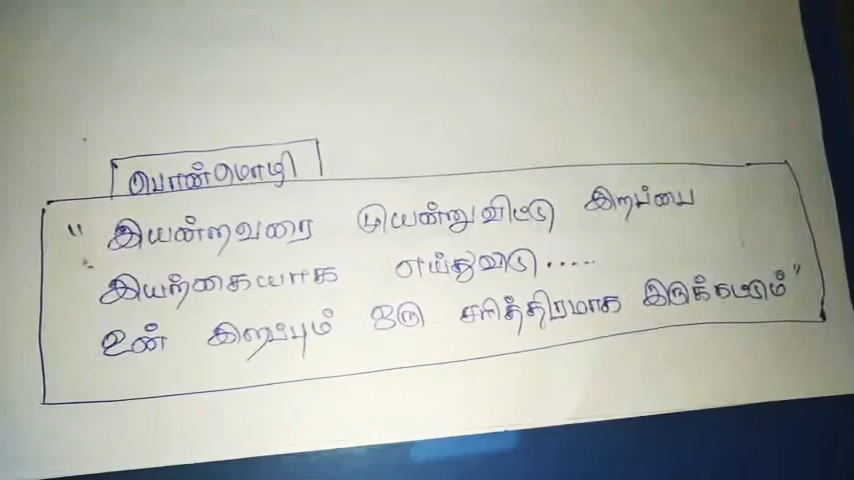 பொன்மொழி
" இயன்றவரை முயன்றுவிட்டு இறப்பை
இயற்கையாக எய்துவிடு.....
உன் இறப்பும் ஒரு சரித்திரமாக இருக்கட்டும் "